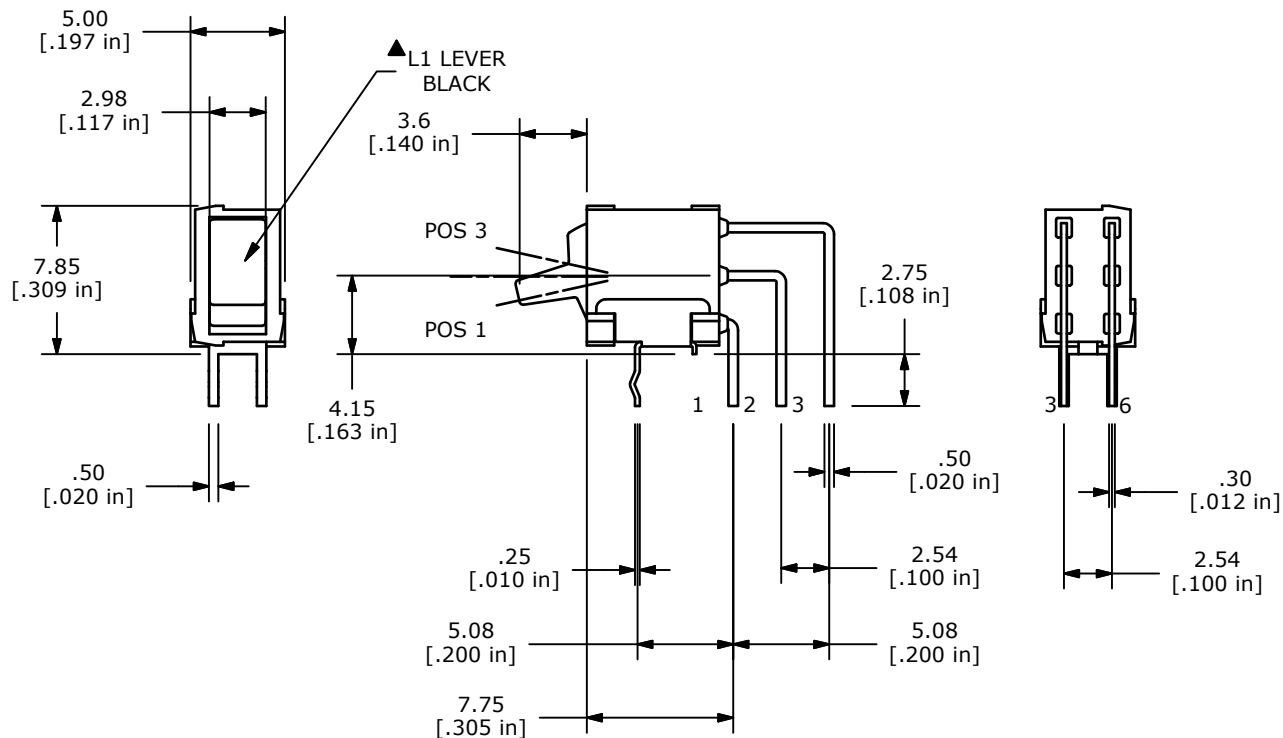 5.00
[.197 in]
▲
L1 LEVER
BLACK
2.98
[.117 in]
3.6
[.140 in]
POS 3
7.85
[.309 in]
2.75
[.108 in]
POS 1
4.15
[.163 in]
1 2 3
3 6
.50
[.020 in]
.50
[.020 in]
.30
[.012 in]
.25
[.010 in]
2.54
[.100 in]
2.54
[.100 in]
5.08
[.200 in]
5.08
[.200 in]
7.75
[.305 in]